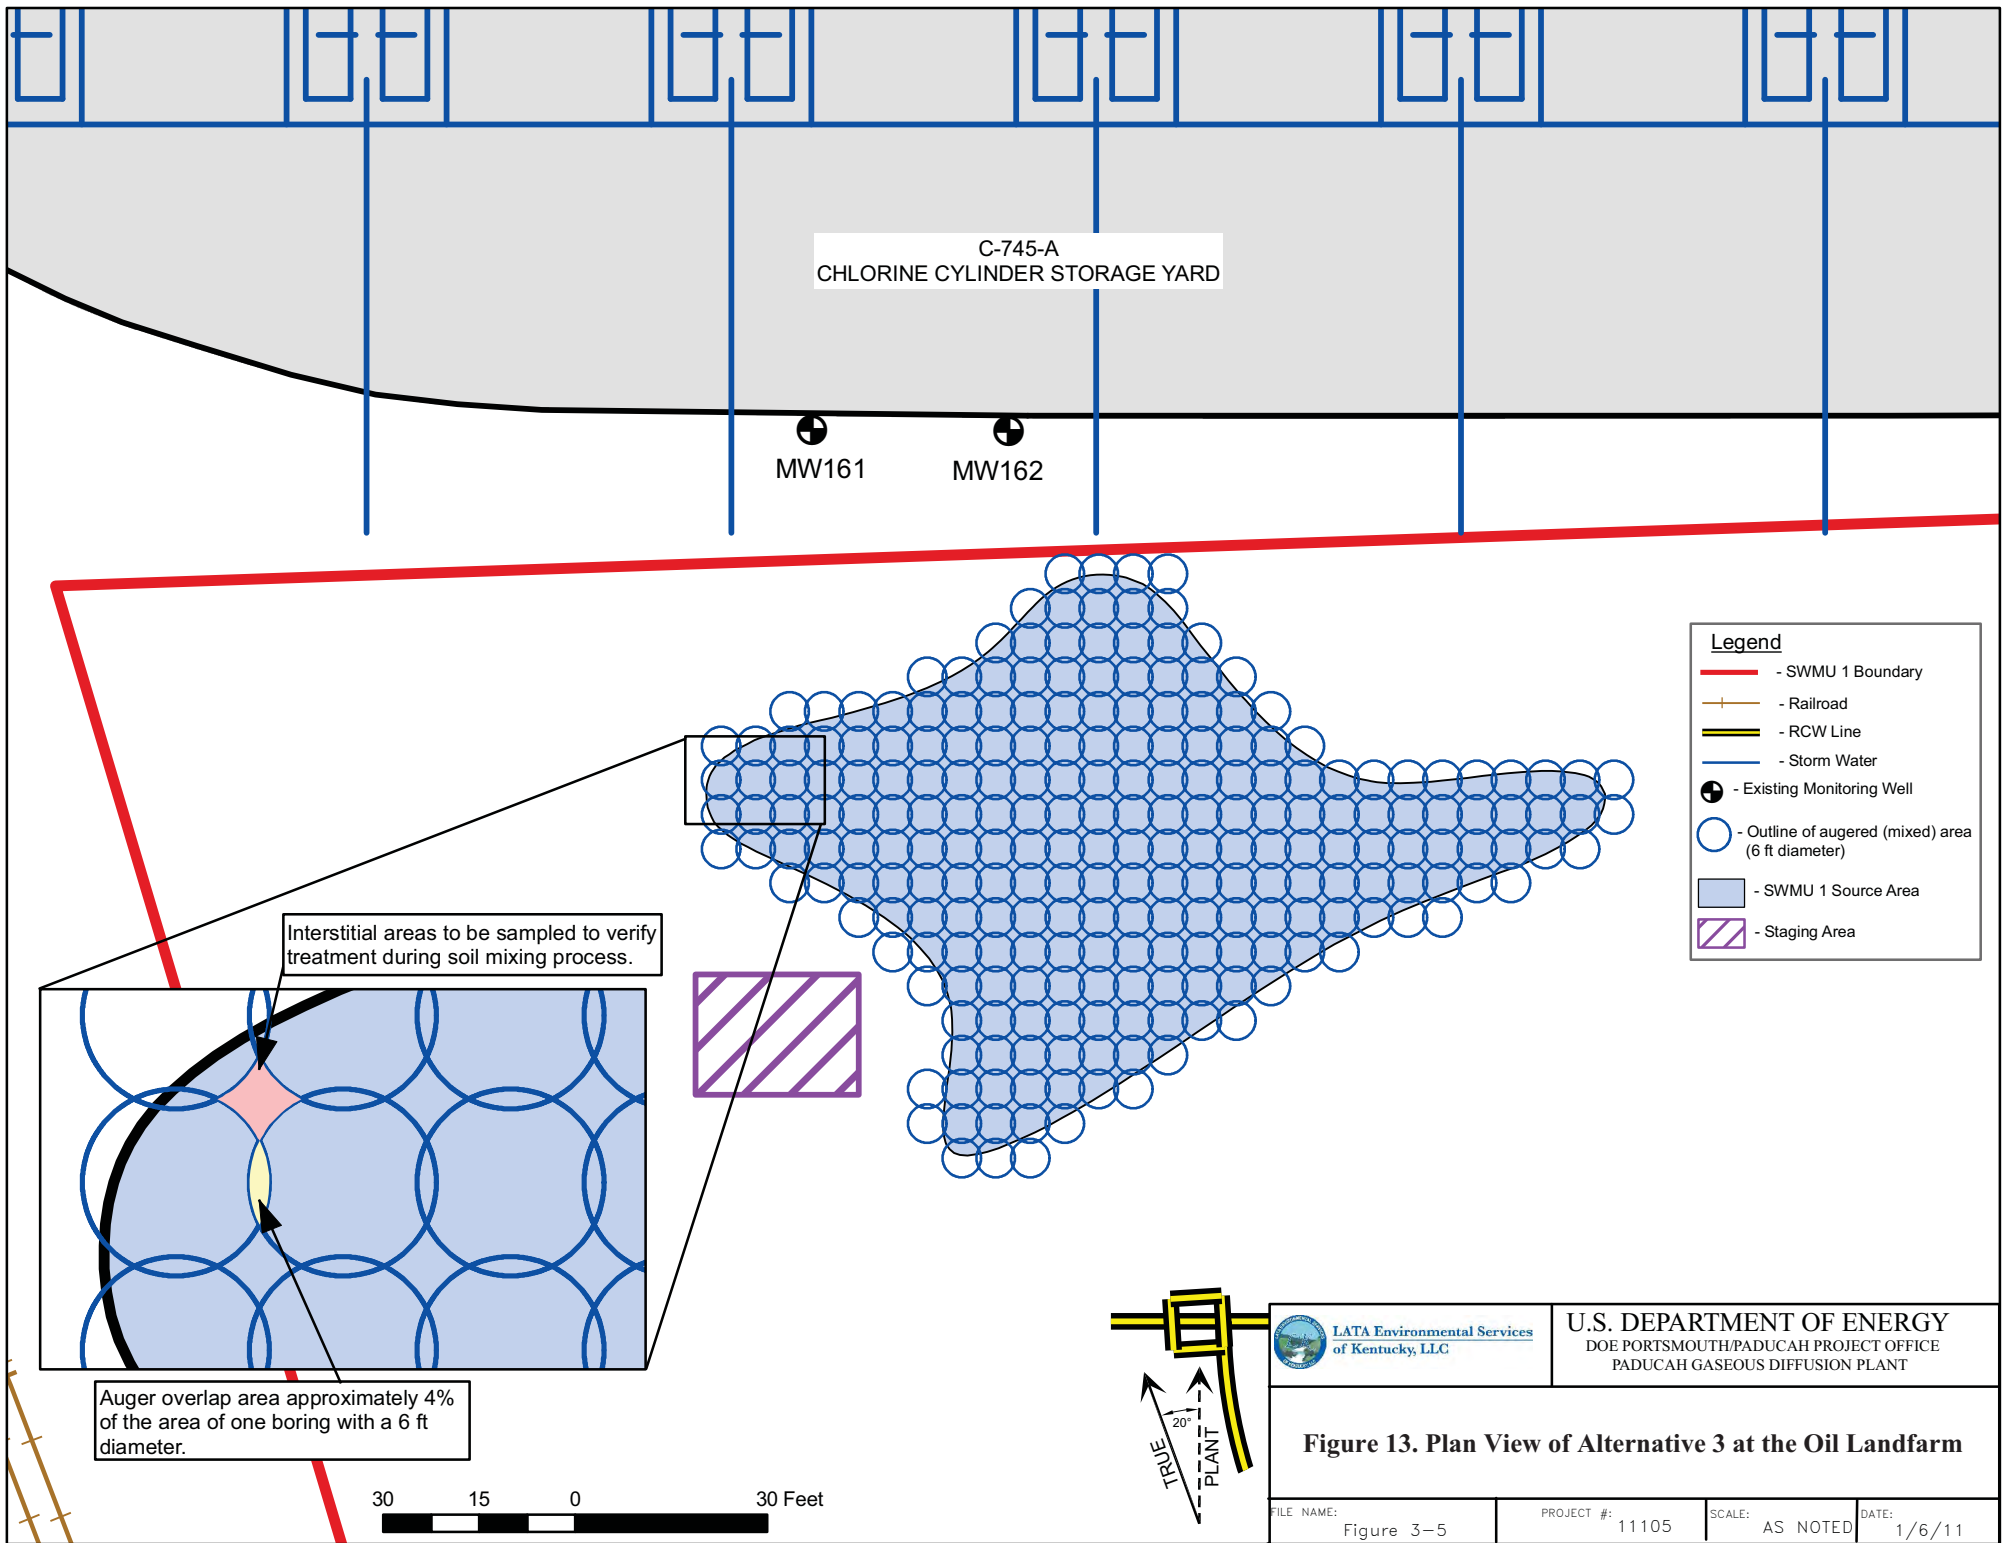 C-745-A
CHLORINE CYLINDER STORAGE YARD
MW161
MW162
Legend
- SWMU 1 Boundary
- Railroad
- RCW Line
- Storm Water
- Existing Monitoring Well
- Outline of augered (mixed) area
(6 ft diameter)
- SWMU 1 Source Area
- Staging Area
Interstitial areas to be sampled to verify
treatment during soil mixing process.
Auger overlap area approximately 4%
of the area of one boring with a 6 ft
diameter.
30 15 0 30 Feet
20°
TRUE
PLANT
LATA Environmental Services
of Kentucky, LLC
U.S. DEPARTMENT OF ENERGY
DOE PORTSMOUTH/PADUCAH PROJECT OFFICE
PADUCAH GASEOUS DIFFUSION PLANT
Figure 13. Plan View of Alternative 3 at the Oil Landfarm
FILE NAME: Figure 3-5
PROJECT #: 11105
SCALE: AS NOTED
DATE: 1/6/11